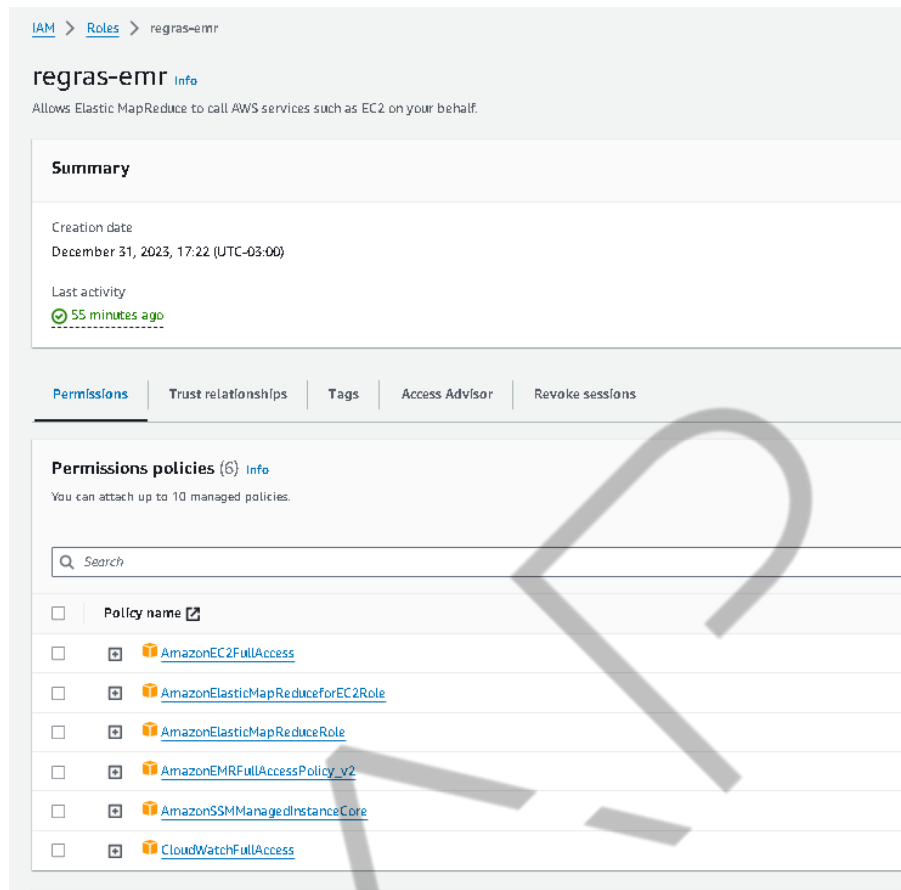 IAM > Roles > regras-emr
regras-emr Info
Allows Elastic MapReduce to call AWS services such as EC2 on your behalf.
Summary
Creation date
December 31, 2023, 17:22 (UTC-03:00)
Last activity
55 minutes ago
Permissions Trust relationships Tags Access Advisor Revoke sessions
Permissions policies (6) Info
You can attach up to 10 managed policies.
Search
Policy name
AmazonEC2FullAccess
AmazonElasticMapReduceforEC2Role
AmazonElasticMapReduceRole
AmazonEMRFullAccessPolicy_v2
AmazonSSMManagedInstanceCore
CloudWatchFullAccess